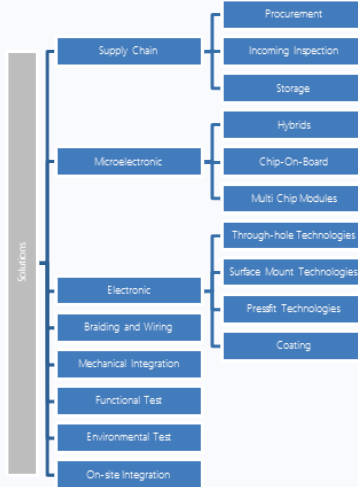 Solutions
Supply Chain
Procurement
Incoming Inspection
Storage
Microelectronic
Hybrids
Chip-On-Board
Multi Chip Modules
Electronic
Through-hole Technologies
Surface Mount Technologies
Pressfit Technologies
Coating
Braiding and Wiring
Mechanical Integration
Functional Test
Environmental Test
On-site Integration